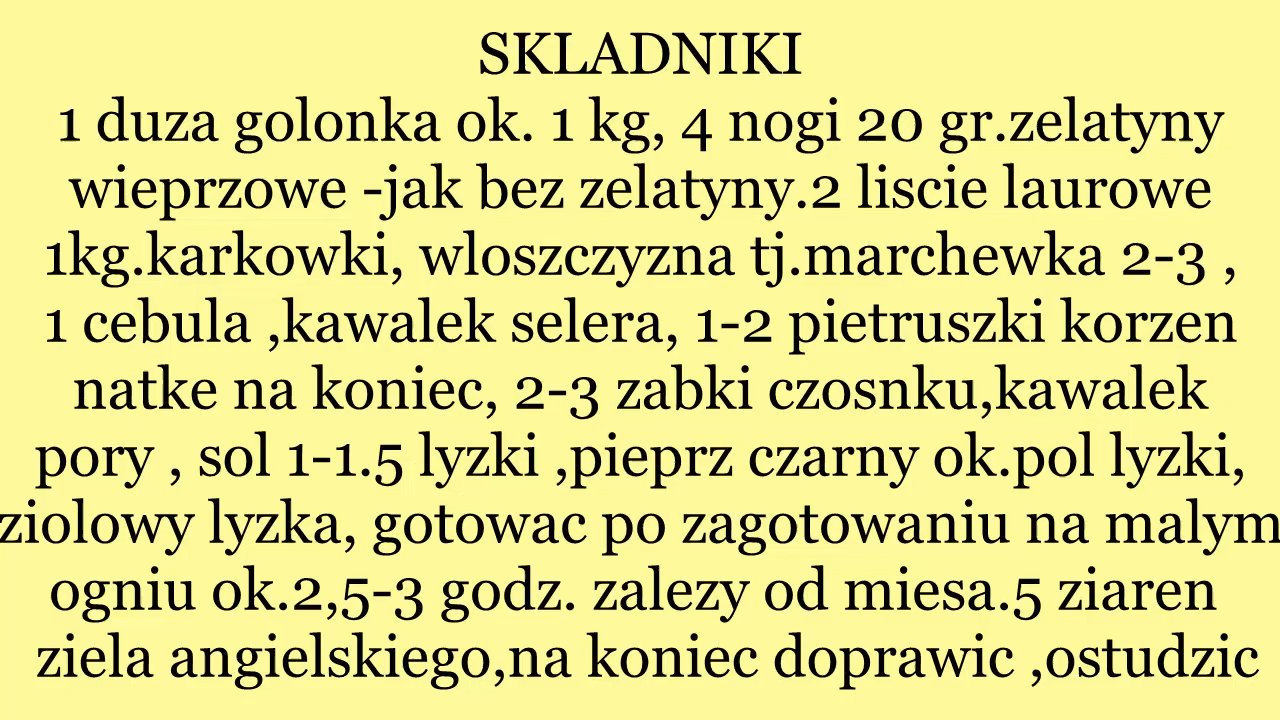 SKLADNIKI
1 duza golonka ok. 1 kg, 4 nogi 20 gr.zelatyny
wieprzowe -jak bez zelatyny.2 liscie laurowe
1kg.karkowki, wloszczyzna tj.marchewka 2-3 ,
1 cebula ,kawalek selera, 1-2 pietruszki korzen
natke na koniec, 2-3 zabki czosnku,kawalek
pory , sol 1-1.5 lyzki ,pieprz czarny ok.pol lyzki,
ziolowy lyzka, gotowac po zagotowaniu na malym
ogniu ok.2,5-3 godz. zalezy od miesa.5 ziaren
ziela angielskiego,na koniec doprawic ,ostudzic